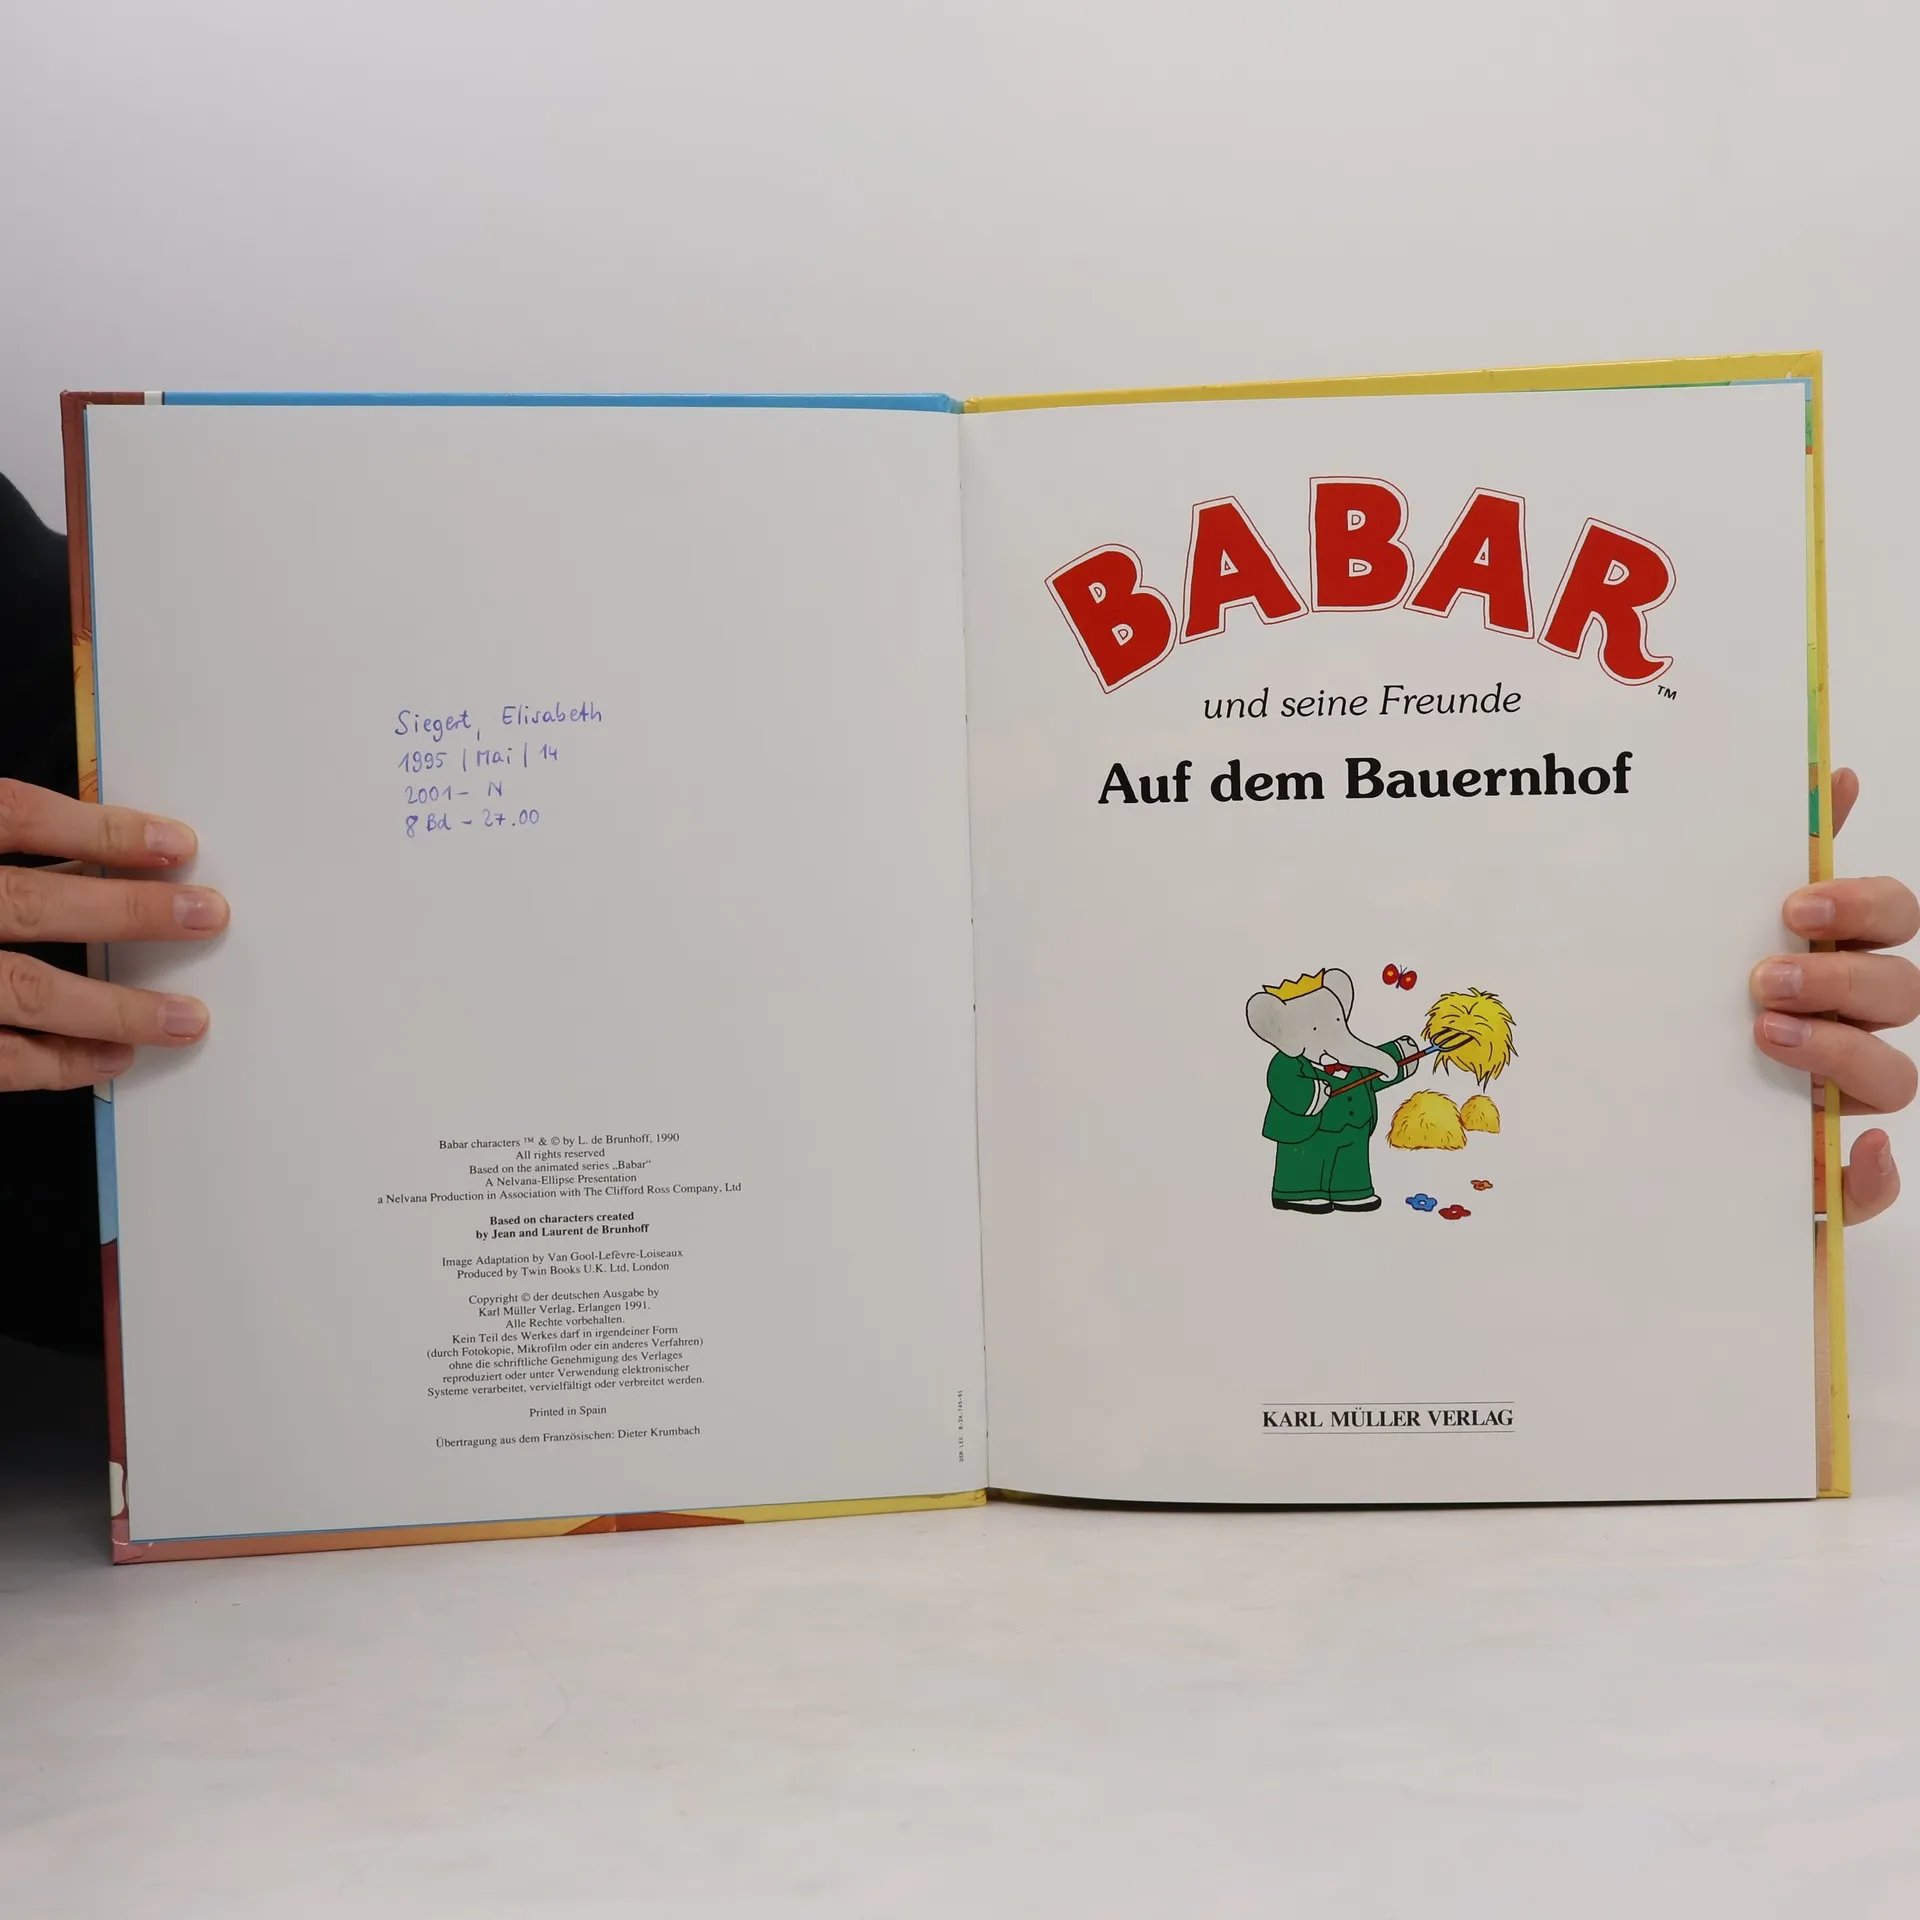 Siegert, Elisabeth
1995 | Mai | 14
2001 - N
8 Bd - 27.00
Babar characters ™ & © by L. de Brunhoff, 1990
All rights reserved
Based on the animated series „Babar"
A Nelvana-Ellipse Presentation
a Nelvana Production in Association with The Clifford Ross Company, Ltd
Based on characters created
by Jean and Laurent de Brunhoff
Image Adaptation by Van Gool-Lefèvre-Loiseaux
Produced by Twin Books U.K. Ltd, London
Copyright © der deutschen Ausgabe by
Karl Müller Verlag, Erlangen 1991.
Alle Rechte vorbehalten.
Kein Teil des Werkes darf in irgendeiner Form
(durch Fotokopie, Mikrofilm oder ein anderes Verfahren)
ohne die schriftliche Genehmigung des Verlages
reproduziert oder unter Verwendung elektronischer
Systeme verarbeitet, vervielfältigt oder verbreitet werden.
Printed in Spain
Übertragung aus dem Französischen: Dieter Krumbach
BABAR™
und seine Freunde
Auf dem Bauernhof
KARL MÜLLER VERLAG